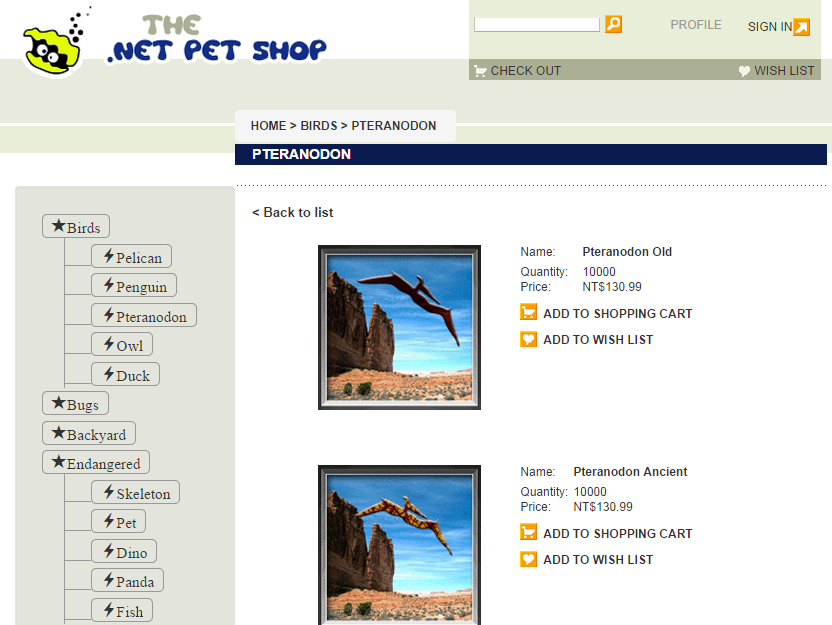 THE
.NET PET SHOP
PROFILE
SIGN IN
CHECK OUT
WISH LIST
HOME > BIRDS > PTERANODON
PTERANODON
Birds
Pelican
Penguin
Pteranodon
Owl
Duck
Bugs
Backyard
Endangered
Skeleton
Pet
Dino
Panda
Fish
< Back to list
Name: Pteranodon Old
Quantity: 10000
Price: NT$130.99
ADD TO SHOPPING CART
ADD TO WISH LIST
Name: Pteranodon Ancient
Quantity: 10000
Price: NT$130.99
ADD TO SHOPPING CART
ADD TO WISH LIST